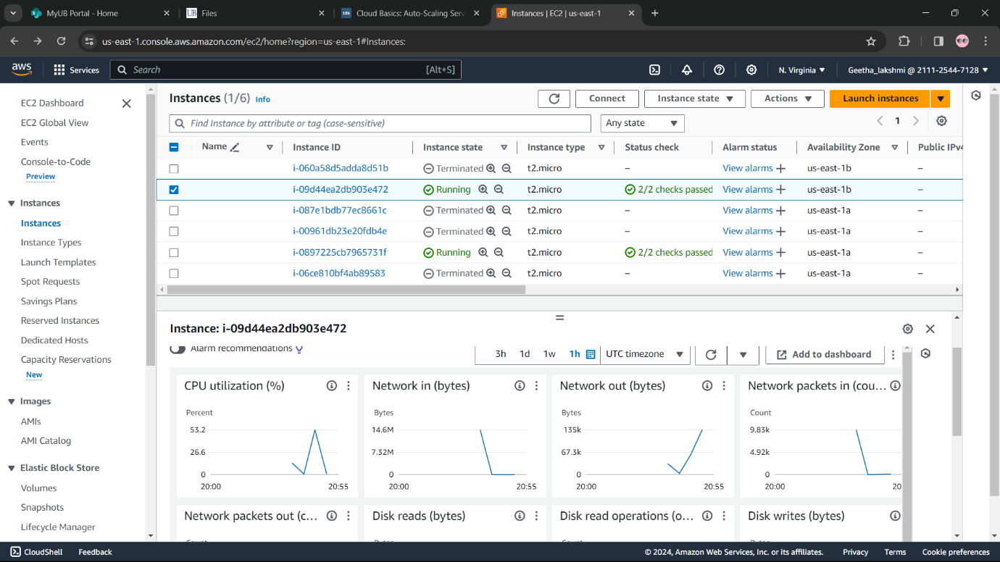 MyUB Portal - Home
UB Files
tds Cloud Basics: Auto-Scaling Serv
Instances | EC2 | us-east-1
us-east-1.console.aws.amazon.com/ec2/home?region=us-east-1#Instances:
aws Services Search [Alt+S] N. Virginia Geetha_lakshmi @ 2111-2544-7128
EC2 Dashboard
EC2 Global View
Events
Console-to-Code
Preview
Instances
Instances
Instance Types
Launch Templates
Spot Requests
Savings Plans
Reserved Instances
Dedicated Hosts
Capacity Reservations
New
Images
AMIs
AMI Catalog
Elastic Block Store
Volumes
Snapshots
Lifecycle Manager
Instances (1/6) Info Connect Instance state Actions Launch instances
Find Instance by attribute or tag (case-sensitive) Any state 1
Name Instance ID Instance state Instance type Status check Alarm status Availability Zone Public IPv4
i-060a58d5adda8d51b Terminated t2.micro – View alarms us-east-1b –
i-09d44ea2db903e472 Running t2.micro 2/2 checks passed View alarms us-east-1b –
i-087e1bdb77ec8661c Terminated t2.micro – View alarms us-east-1a –
i-00961db23e20fdb4e Terminated t2.micro – View alarms us-east-1a –
i-0897225cb7965731f Running t2.micro 2/2 checks passed View alarms us-east-1a –
i-06ce810bf4ab89583 Terminated t2.micro – View alarms us-east-1a –
Instance: i-09d44ea2db903e472
Alarm recommendations 3h 1d 1w 1h UTC timezone Add to dashboard
CPU utilization (%)
Percent
53.2
26.6
0
20:00 20:55
Network in (bytes)
Bytes
14.6M
7.32M
0
20:00 20:55
Network out (bytes)
Bytes
135k
67.3k
0
20:00 20:55
Network packets in (cou...
Count
9.83k
4.92k
0
20:00 20
Network packets out (c...
Count
Disk reads (bytes)
Bytes
Disk read operations (o...
Count
Disk writes (bytes)
Bytes
CloudShell Feedback © 2024, Amazon Web Services, Inc. or its affiliates. Privacy Terms Cookie preferences